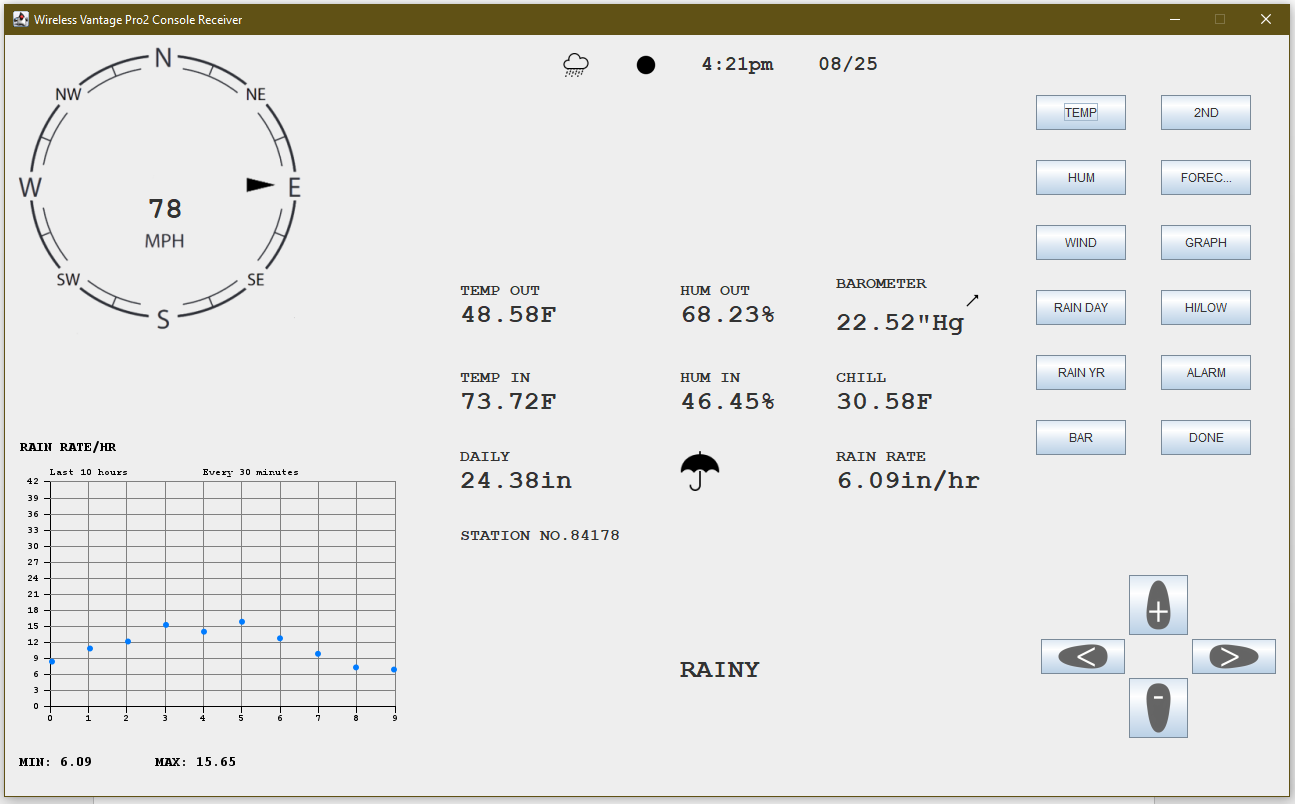 Wireless Vantage Pro2 Console Receiver
4:21pm 08/25
N
NW NE
W E
78
MPH
SW SE
S
TEMP 2ND
HUM FOREC...
WIND GRAPH
RAIN DAY HI/LOW
RAIN YR ALARM
BAR DONE
TEMP OUT HUM OUT BAROMETER
48.58F 68.23% 22.52"Hg
TEMP IN HUM IN CHILL
73.72F 46.45% 30.58F
DAILY RAIN RATE
24.38in 6.09in/hr
STATION NO.84178
RAIN RATE/HR
Last 10 hours Every 30 minutes
42
39
36
33
30
27
24
21
18
15
12
9
6
3
0
0 1 2 3 4 5 6 7 8 9
MIN: 6.09 MAX: 15.65
RAINY
+
< >
-